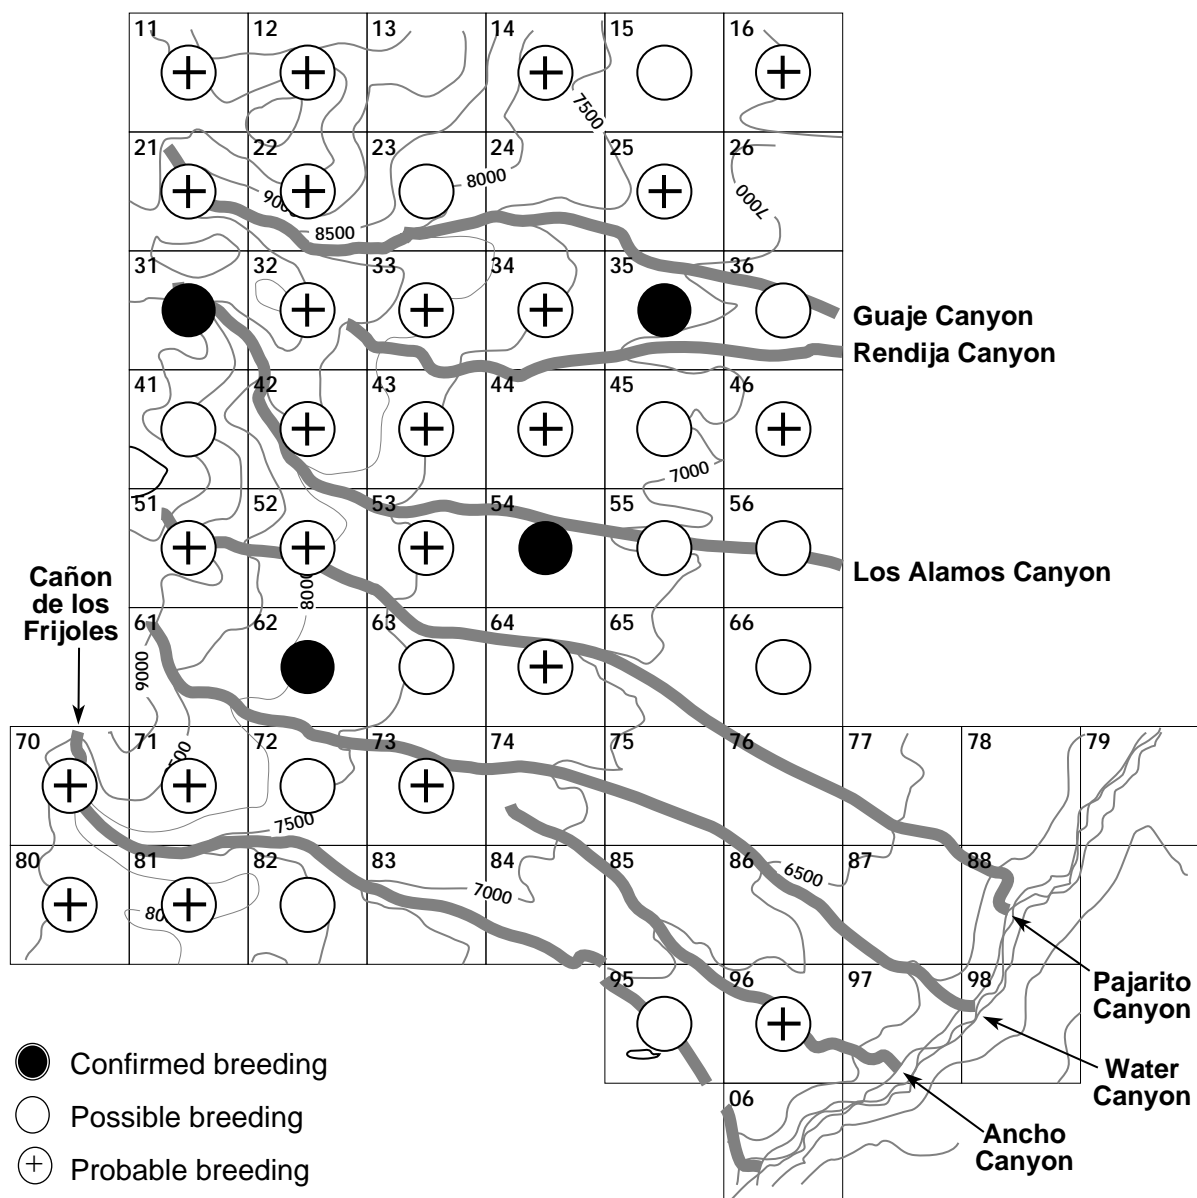 11 12 13 14 15 16
7500
21 22 23 24 25 26
8000
900
7000
8500
31 32 33 34 35 36
Guaje Canyon
Rendija Canyon
41 42 43 44 45 46
7000
51 52 53 54 55 56
Los Alamos Canyon
Cañon
de los
Frijoles
8000
61 62 63 64 65 66
9000
70 71 72 73 74 75 76 77 78 79
500
7500
80 81 82 83 84 85 86 87 88
6500
7000
80
95 96 97 98
Pajarito
Canyon
Water
Canyon
06
Ancho
Canyon
Confirmed breeding
Possible breeding
Probable breeding